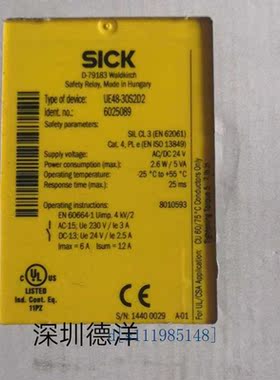 SICK
D-79183 Waldkirch
Safety Relay, Made in Hungary
Type of device: UE48-30S2D2
Ident. no.: 6025089
Safety parameters:
SIL CL 3 (EN 62061)
Cat. 4, PL e (EN ISO 13849)
Supply voltage: AC/DC 24 V
Power consumption (max.): 2.6 W / 5 VA
Operating temperature: -25 °C to +55 °C
Response time (max.): 25 ms
Operating instructions: 8010593
EN 60664-1 Uimp. 4 kV/2
AC-15; Ue 230 V / Ie 3 A
DC-13; Ue 24 V / Ie 2.5 A
Imax = 6 A Isum = 12 A
For UL/CSA Application:
CU 60/75°C Conductors Only
UL
LISTED
Ind. Cont. Eq.
11PZ
CE
S/N: 1440 0029 A-01
深圳德洋
11985148]